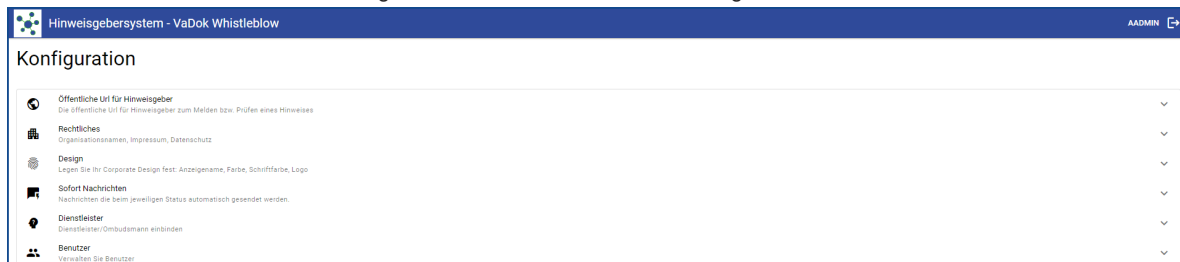 Hinweisgebersystem - VaDok Whistleblow
AADMIN
Konfiguration
Öffentliche Url für Hinweisgeber
Die öffentliche Url für Hinweisgeber zum Melden bzw. Prüfen eines Hinweises
Rechtliches
Organisationsnamen, Impressum, Datenschutz
Design
Legen Sie Ihr Corporate Design fest: Anzeigename, Farbe, Schriftfarbe, Logo
Sofort Nachrichten
Nachrichten die beim jeweiligen Status automatisch gesendet werden.
Dienstleister
Dienstleister/Ombudsmann einbinden
Benutzer
Verwalten Sie Benutzer